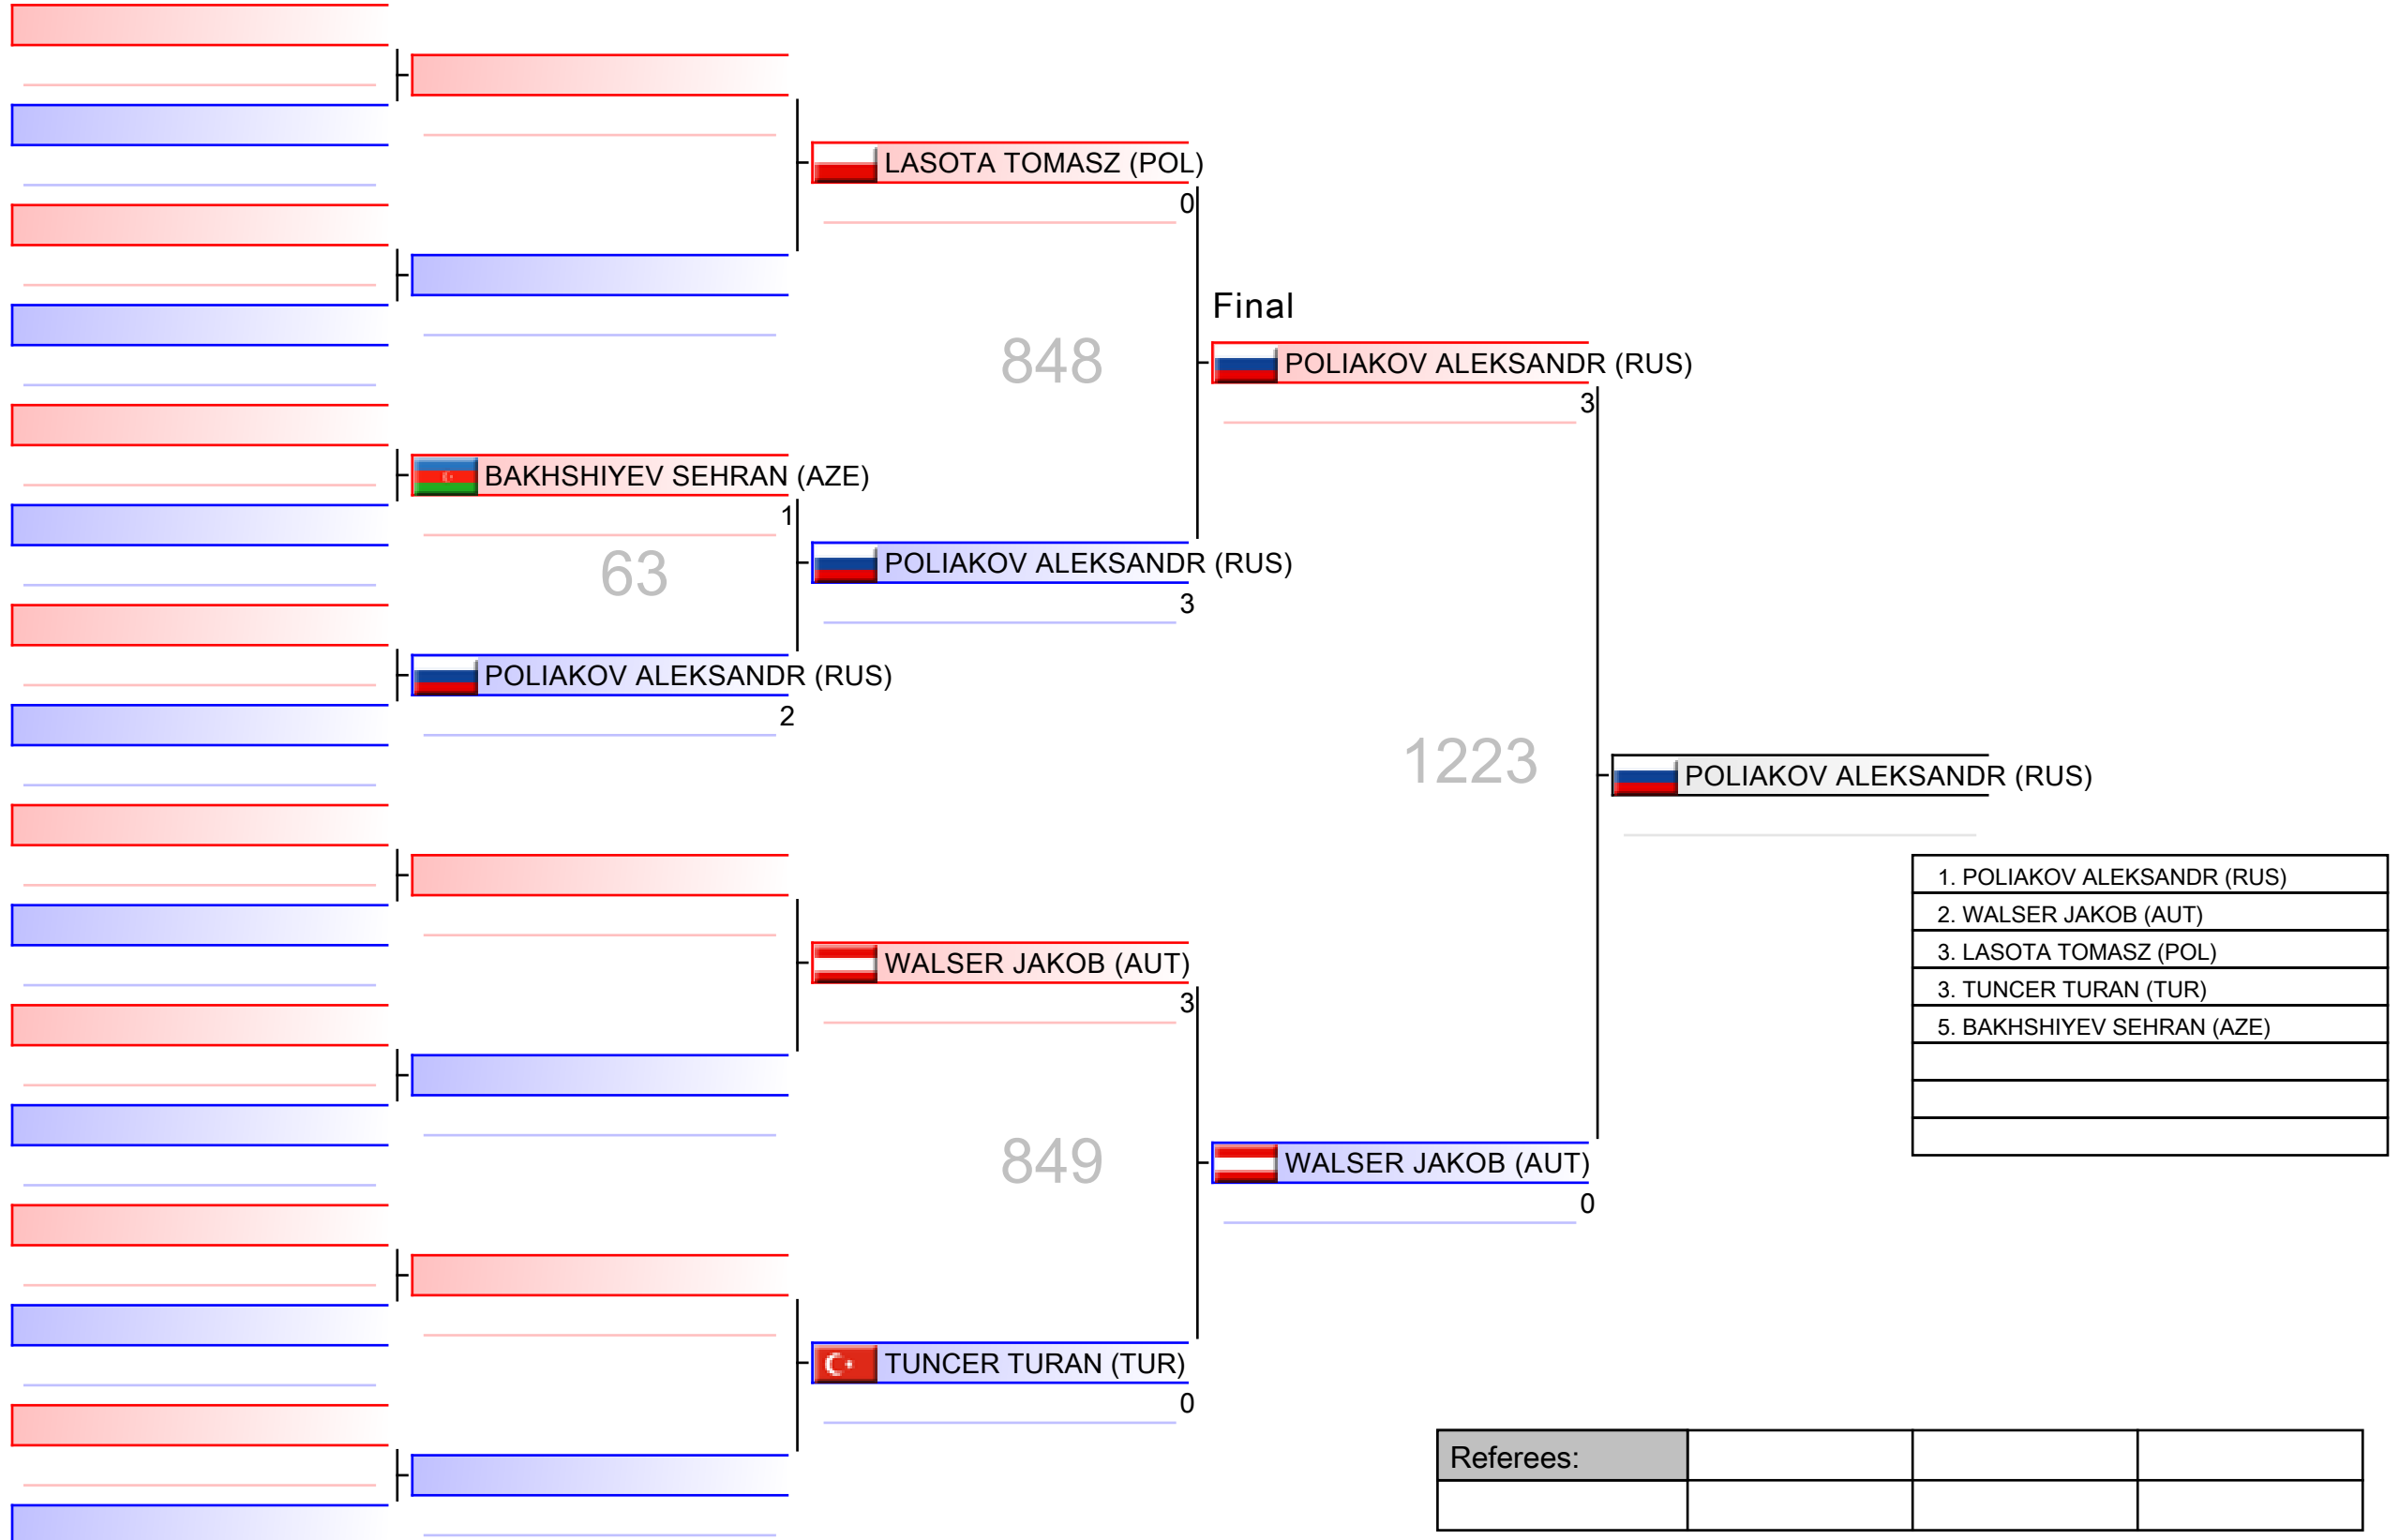 LASOTA TOMASZ (POL)
0
Final
848
POLIAKOV ALEKSANDR (RUS)
3
BAKHSHIYEV SEHRAN (AZE)
1
63
POLIAKOV ALEKSANDR (RUS)
3
POLIAKOV ALEKSANDR (RUS)
2
1223
POLIAKOV ALEKSANDR (RUS)
1. POLIAKOV ALEKSANDR (RUS)
2. WALSER JAKOB (AUT)
3. LASOTA TOMASZ (POL)
3. TUNCER TURAN (TUR)
5. BAKHSHIYEV SEHRAN (AZE)
WALSER JAKOB (AUT)
3
849
WALSER JAKOB (AUT)
0
TUNCER TURAN (TUR)
0
Referees: